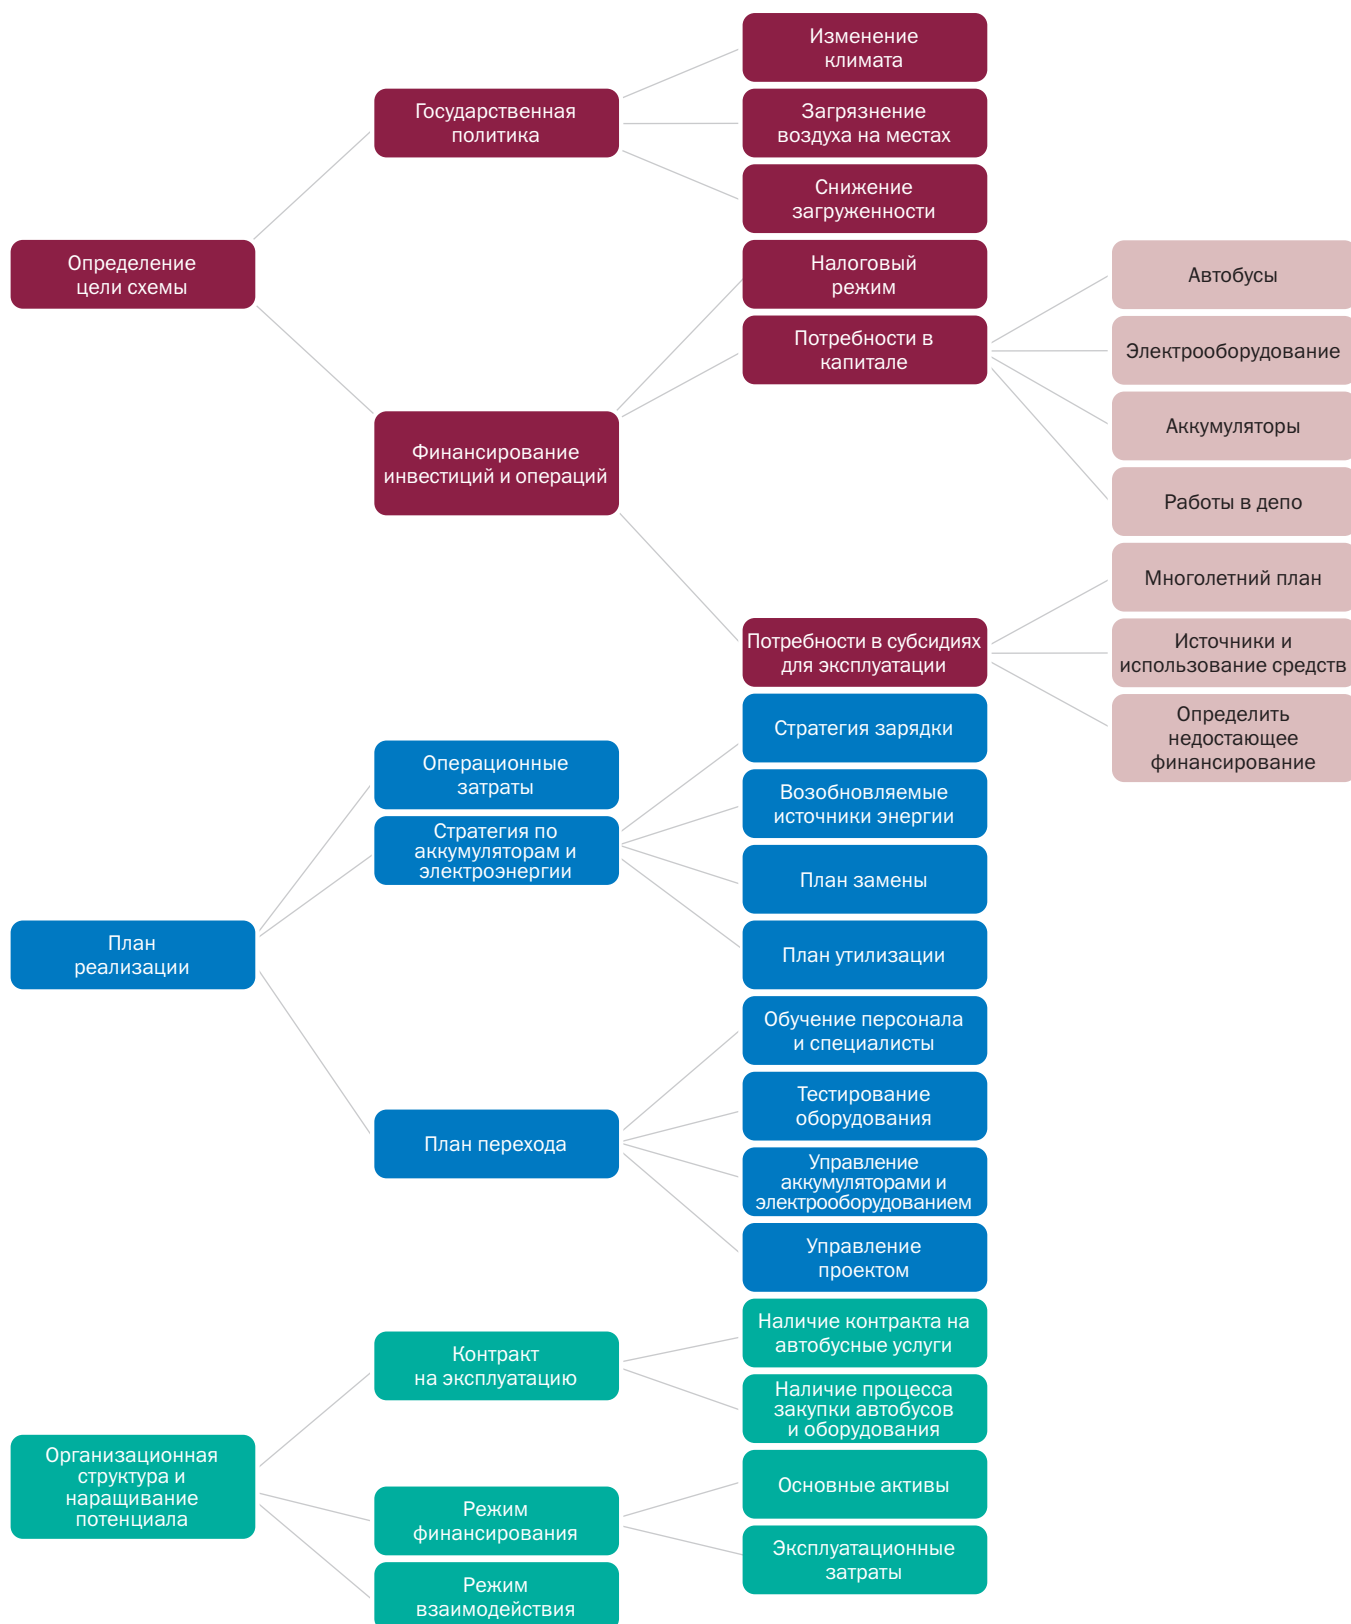 Изменение
климата
Государственная
политика
Загрязнение
воздуха на местах
Снижение
загруженности
Определение
цели схемы
Налоговый
режим
Автобусы
Потребности в
капитале
Электрооборудование
Финансирование
инвестиций и операций
Аккумуляторы
Работы в депо
Многолетний план
Потребности в субсидиях
для эксплуатации
Источники и
использование средств
Определить
недостающее
финансирование
Стратегия зарядки
Операционные
затраты
Возобновляемые
источники энергии
Стратегия по
аккумуляторам и
электроэнергии
План замены
План
реализации
План утилизации
Обучение персонала
и специалисты
Тестирование
оборудования
План перехода
Управление
аккумуляторами и
электрооборудованием
Управление
проектом
Наличие контракта на
автобусные услуги
Контракт
на эксплуатацию
Наличие процесса
закупки автобусов
и оборудования
Организационная
структура и
наращивание
потенциала
Основные активы
Режим
финансирования
Эксплуатационные
затраты
Режим
взаимодействия